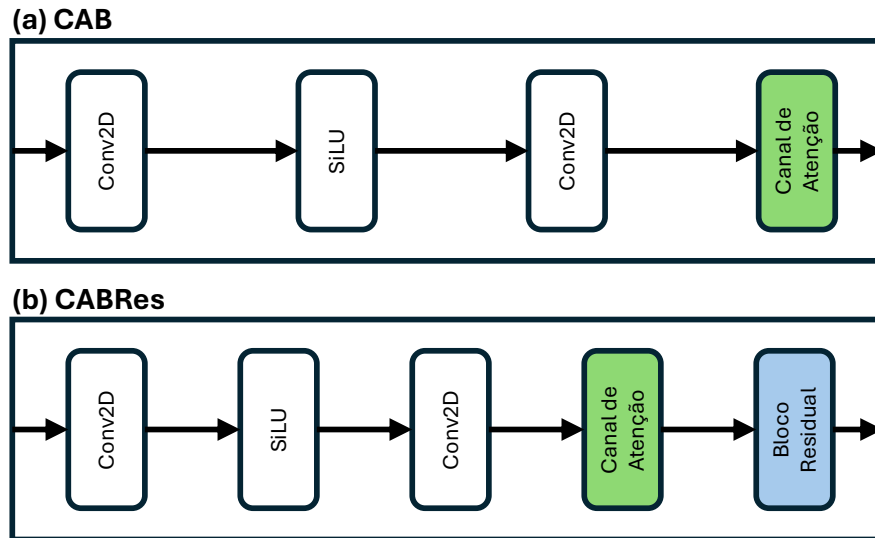 (a) CAB
Conv2D
SiLU
Conv2D
Canal de
Atenção
(b) CABRes
Conv2D
SiLU
Conv2D
Canal de
Atenção
Bloco
Residual